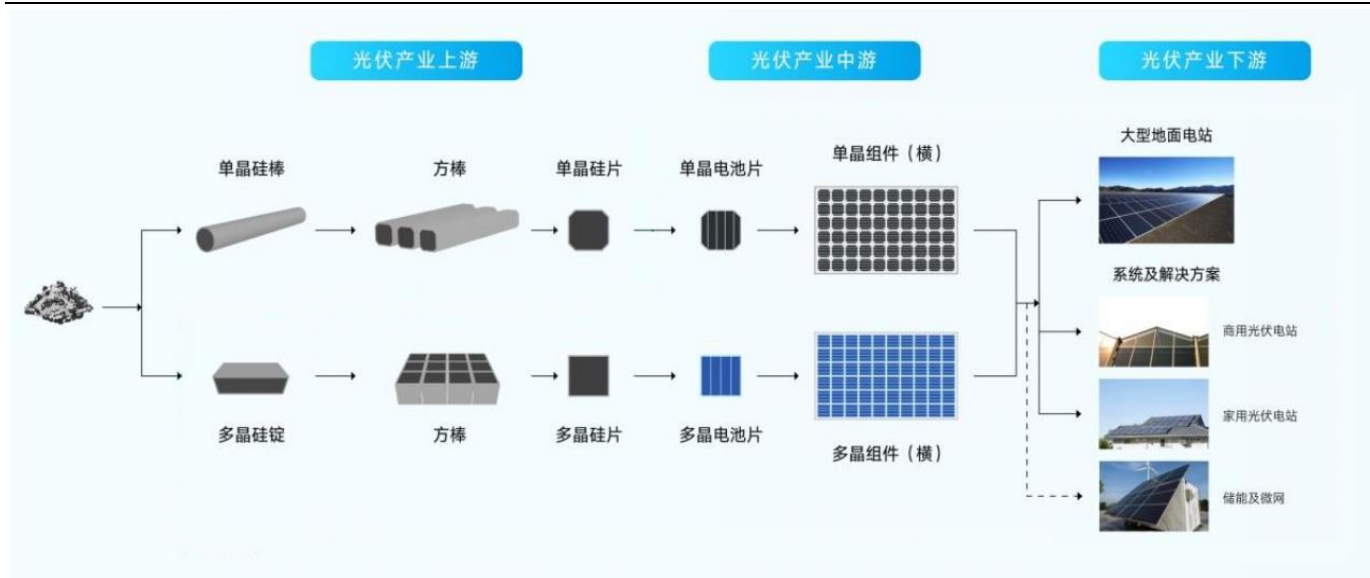 光伏产业上游
光伏产业中游
光伏产业下游
单晶硅棒
方棒
单晶硅片
单晶电池片
单晶组件（横）
大型地面电站
系统及解决方案
商用光伏电站
家用光伏电站
储能及微网
多晶硅锭
方棒
多晶硅片
多晶电池片
多晶组件（横）